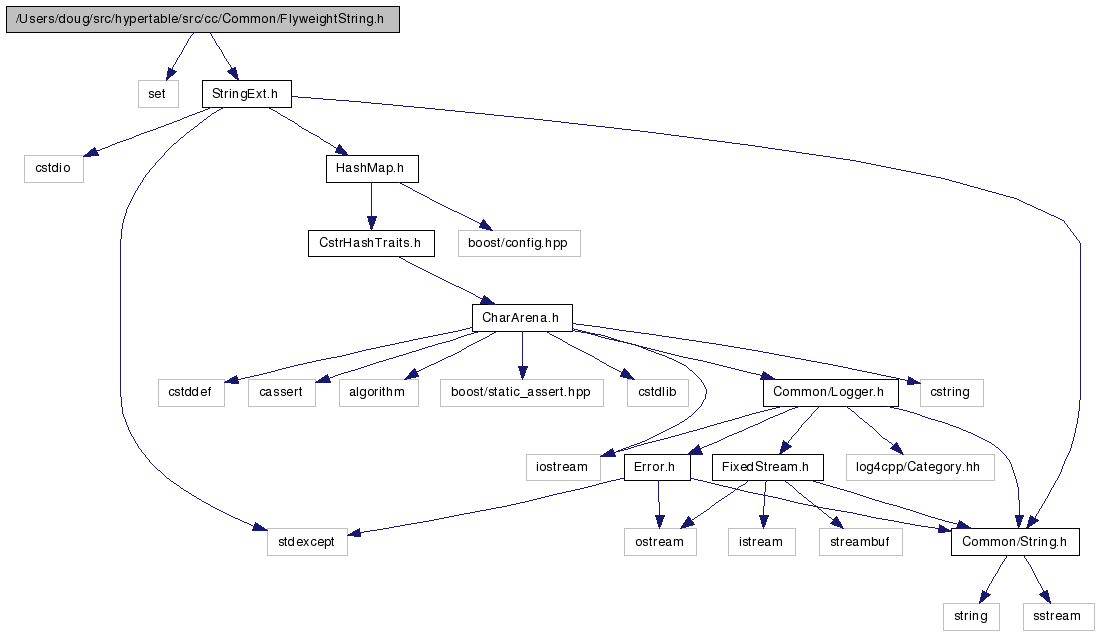 /Users/doug/src/hypertable/src/cc/Common/FlyweightString.h
set
StringExt.h
cstdio
HashMap.h
CstrHashTraits.h
boost/config.hpp
CharArena.h
cstddef
cassert
algorithm
boost/static_assert.hpp
cstdlib
Common/Logger.h
cstring
iostream
Error.h
FixedStream.h
log4cpp/Category.hh
stdexcept
ostream
istream
streambuf
Common/String.h
string
sstream